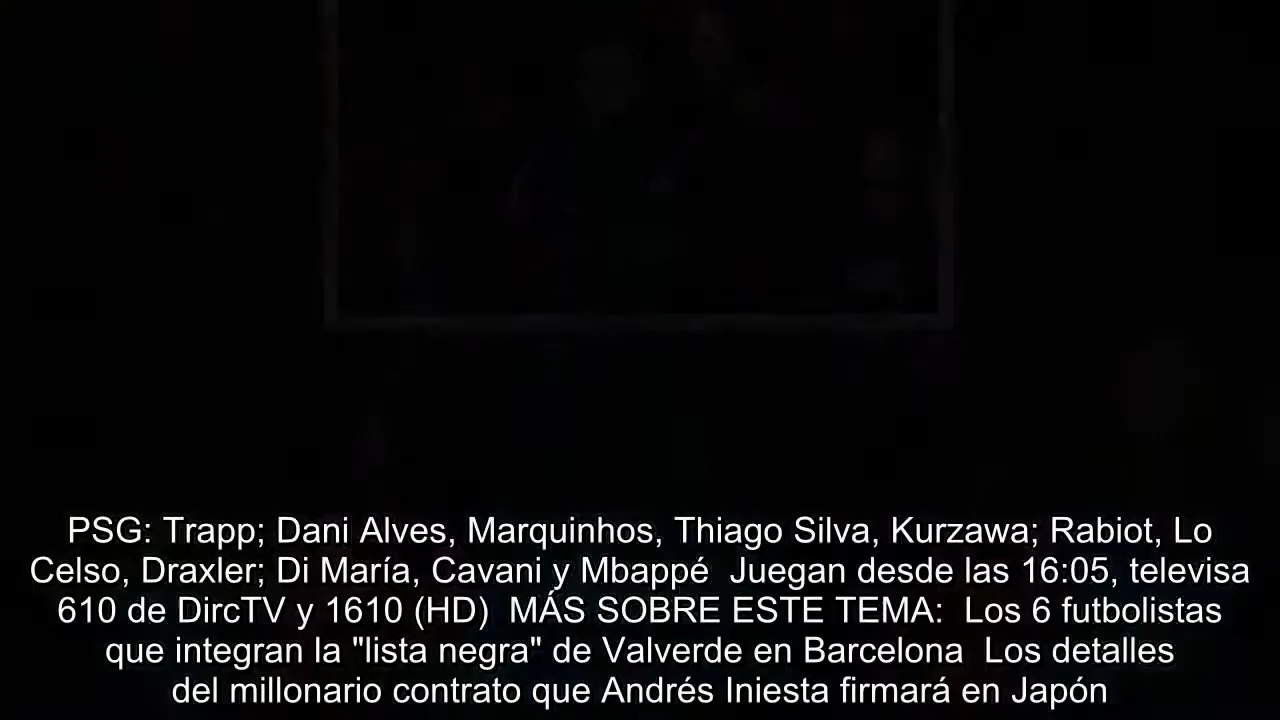 PSG: Trapp; Dani Alves, Marquinhos, Thiago Silva, Kurzawa; Rabiot, Lo
Celso, Draxler; Di María, Cavani y Mbappé  Juegan desde las 16:05, televisa
610 de DircTV y 1610 (HD)  MÁS SOBRE ESTE TEMA:  Los 6 futbolistas
que integran la "lista negra" de Valverde en Barcelona  Los detalles
del millonario contrato que Andrés Iniesta firmará en Japón